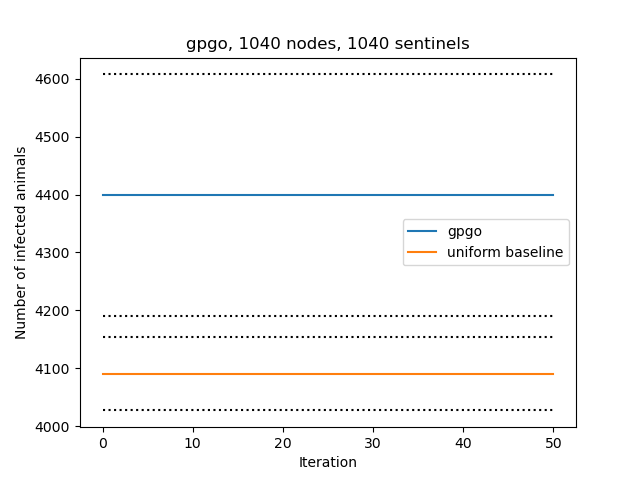 gpgo, 1040 nodes, 1040 sentinels
4600
4500
4400
4300
4200
4100
4000
Number of infected animals
gpgo
uniform baseline
0 10 20 30 40 50
Iteration